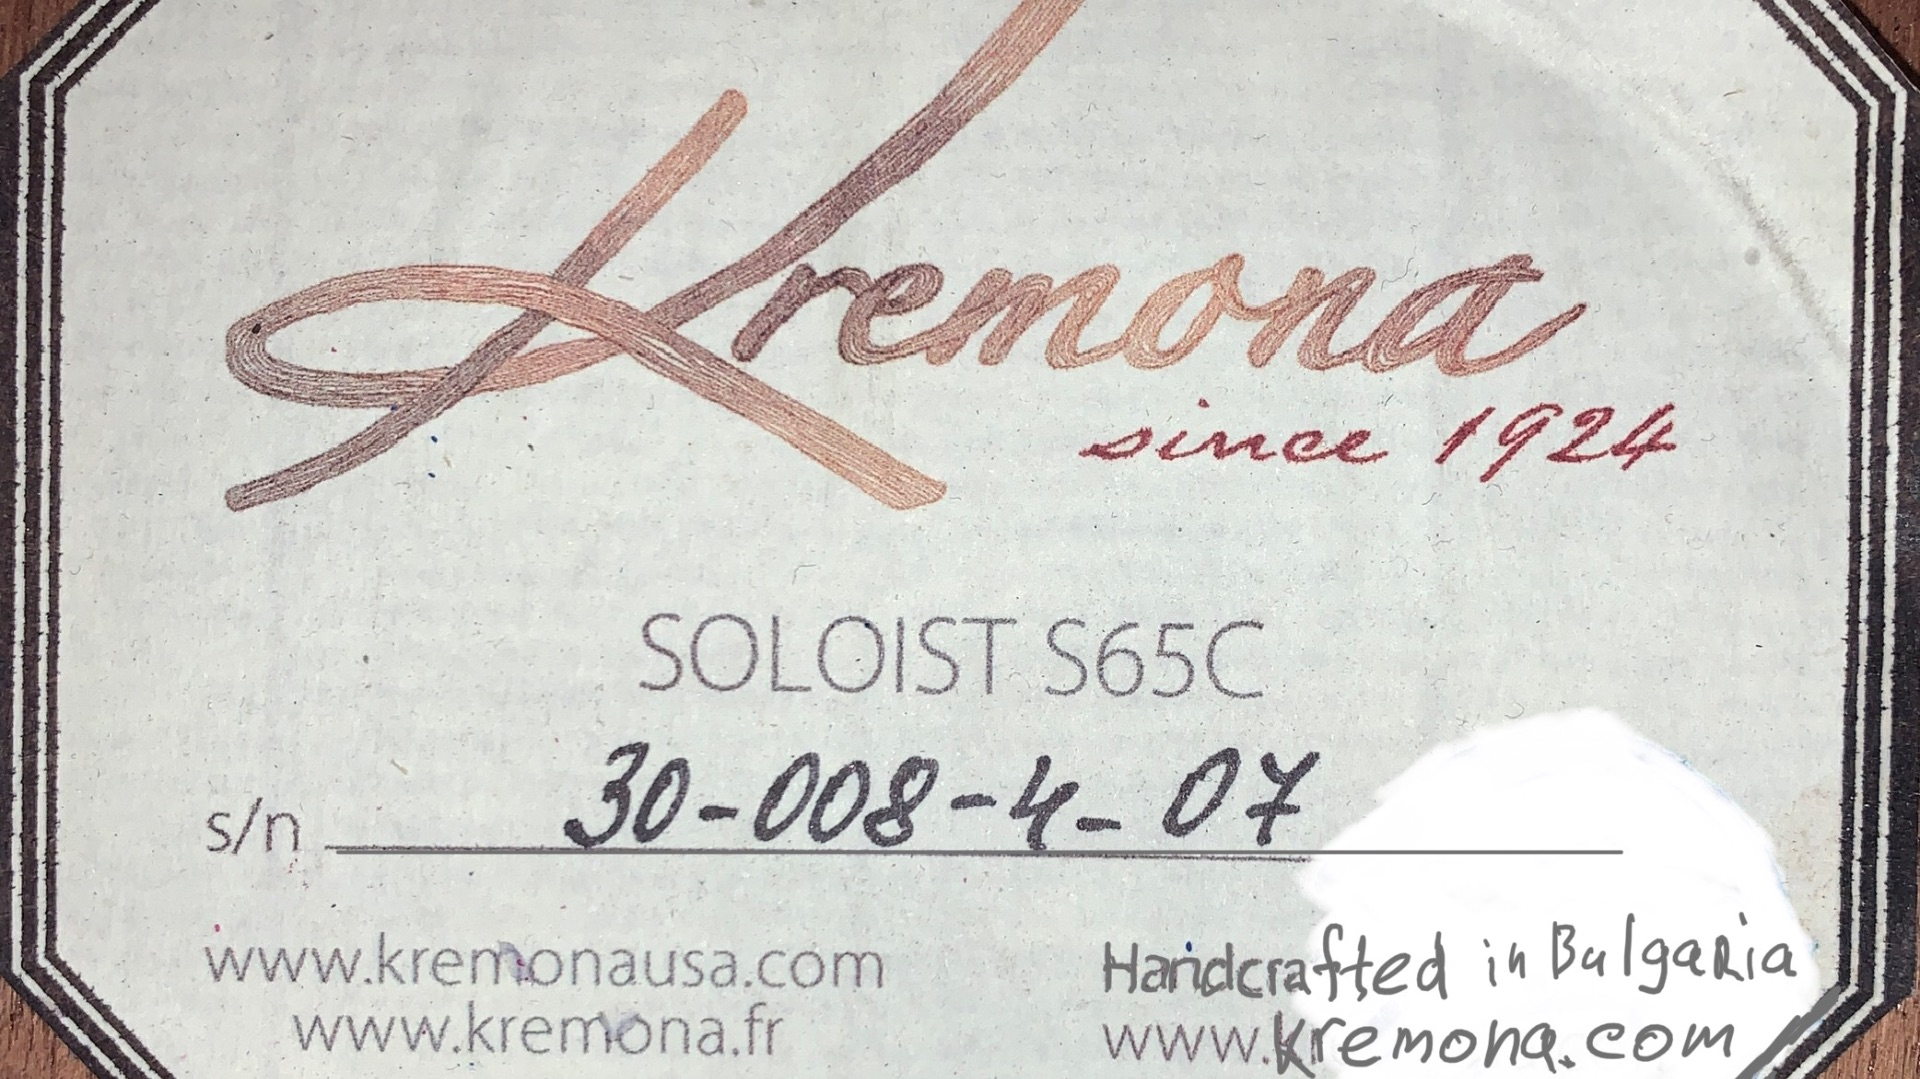 Kremona
since 1924
SOLOIST S65C
s/n 30-008-4-07
www.kremonausa.com
www.kremona.fr
Handcrafted in BulgaRia
www.kremona.com